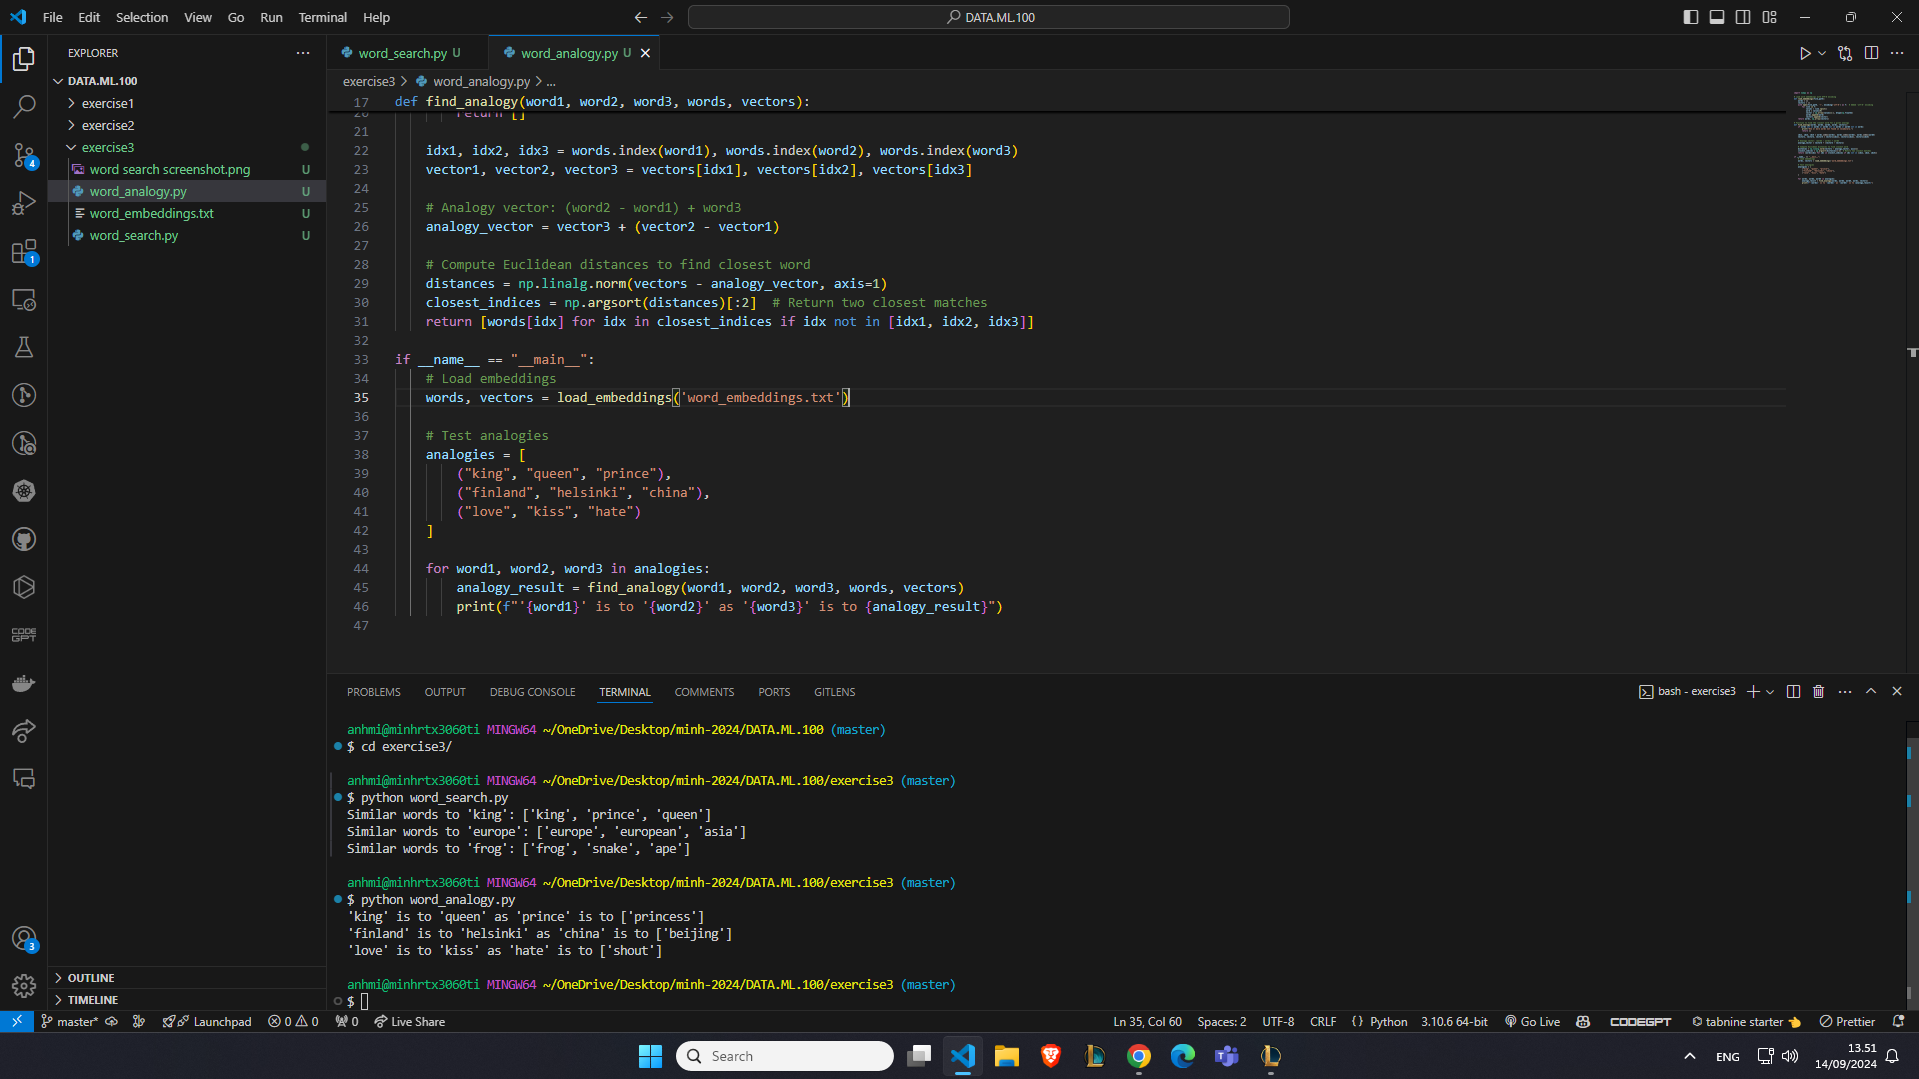 File Edit Selection View Go Run Terminal Help
DATA.ML.100
EXPLORER
word_search.py U
word_analogy.py U
DATA.ML.100
exercise3 > word_analogy.py > ...
exercise1
exercise2
exercise3
word search screenshot.png U
word_analogy.py U
word_embeddings.txt U
word_search.py U
17 def find_analogy(word1, word2, word3, words, vectors):
20 return []
21
22 idx1, idx2, idx3 = words.index(word1), words.index(word2), words.index(word3)
23 vector1, vector2, vector3 = vectors[idx1], vectors[idx2], vectors[idx3]
24
25 # Analogy vector: (word2 - word1) + word3
26 analogy_vector = vector3 + (vector2 - vector1)
27
28 # Compute Euclidean distances to find closest word
29 distances = np.linalg.norm(vectors - analogy_vector, axis=1)
30 closest_indices = np.argsort(distances)[:2]  # Return two closest matches
31 return [words[idx] for idx in closest_indices if idx not in [idx1, idx2, idx3]]
32
33 if __name__ == "__main__":
34 # Load embeddings
35 words, vectors = load_embeddings('word_embeddings.txt')
36
37 # Test analogies
38 analogies = [
39 ("king", "queen", "prince"),
40 ("finland", "helsinki", "china"),
41 ("love", "kiss", "hate")
42 ]
43
44 for word1, word2, word3 in analogies:
45 analogy_result = find_analogy(word1, word2, word3, words, vectors)
46 print(f"'{word1}' is to '{word2}' as '{word3}' is to {analogy_result}")
47
PROBLEMS OUTPUT DEBUG CONSOLE TERMINAL COMMENTS PORTS GITLENS
bash - exercise3
anhmi@minhrtx3060ti MINGW64 ~/OneDrive/Desktop/minh-2024/DATA.ML.100 (master)
$ cd exercise3/
anhmi@minhrtx3060ti MINGW64 ~/OneDrive/Desktop/minh-2024/DATA.ML.100/exercise3 (master)
$ python word_search.py
Similar words to 'king': ['king', 'prince', 'queen']
Similar words to 'europe': ['europe', 'european', 'asia']
Similar words to 'frog': ['frog', 'snake', 'ape']
anhmi@minhrtx3060ti MINGW64 ~/OneDrive/Desktop/minh-2024/DATA.ML.100/exercise3 (master)
$ python word_analogy.py
'king' is to 'queen' as 'prince' is to ['princess']
'finland' is to 'helsinki' as 'china' is to ['beijing']
'love' is to 'kiss' as 'hate' is to ['shout']
anhmi@minhrtx3060ti MINGW64 ~/OneDrive/Desktop/minh-2024/DATA.ML.100/exercise3 (master)
$
4
1
CODE GPT
3
OUTLINE
TIMELINE
master* Launchpad 0 0 0 Live Share
Ln 35, Col 60 Spaces: 2 UTF-8 CRLF {} Python 3.10.6 64-bit Go Live CODEGPT tabnine starter Prettier
Search
ENG
13.51
14/09/2024